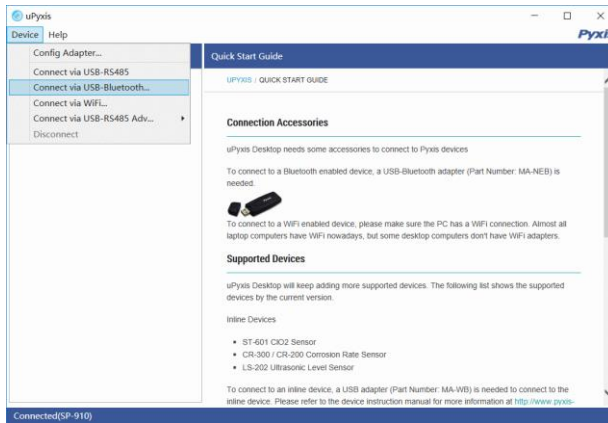 uPyxis
Device Help
Pyxis
Config Adapter...
Connect via USB-RS485
Connect via USB-Bluetooth...
Connect via WiFi...
Connect via USB-RS485 Adv...
Disconnect
Quick Start Guide
UPYXIS / QUICK START GUIDE
Connection Accessories
uPyxis Desktop needs some accessories to connect to Pyxis devices
To connect to a Bluetooth enabled device, a USB-Bluetooth adapter (Part Number: MA-NEB) is
needed.
To connect to a WiFi enabled device, please make sure the PC has a WiFi connection. Almost all
laptop computers have WiFi nowadays, but some desktop computers don't have WiFi adapters.
Supported Devices
uPyxis Desktop will keep adding more supported devices. The following list shows the supported
devices by the current version.
Inline Devices
ST-601 ClO2 Sensor
CR-300 / CR-200 Corrosion Rate Sensor
LS-202 Ultrasonic Level Sensor
To connect to an inline device, a USB adapter (Part Number: MA-WB) is needed to connect to the
inline device. Please refer to the device instruction manual for more information at http://www.pyxis-
Connected(SP-910)